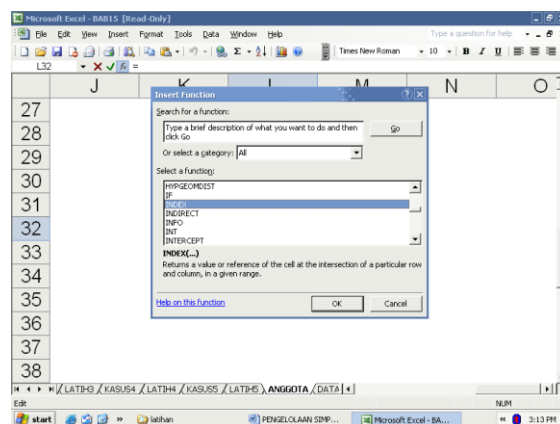 Microsoft Excel - BAB15 [Read-Only]
File Edit View Insert Format Tools Data Window Help Type a question for help
Times New Roman 10 B I U
L32 =
J K L M N O
Insert Function
Search for a function:
Type a brief description of what you want to do and then click Go
Go
Or select a category: All
Select a function:
HYPGEOMDIST
IF
INDEX
INDIRECT
INFO
INT
INTERCEPT
INDEX(...)
Returns a value or reference of the cell at the intersection of a particular row and column, in a given range.
Help on this function
OK Cancel
27
28
29
30
31
32
33
34
35
36
37
38
LATIH3 KASUS4 LATIH4 KASUS5 LATIH5 ANGGOTA DATA
Edit NUM
start latihan PENGELOLAAN SIMP... Microsoft Excel - BA... 3:13 PM